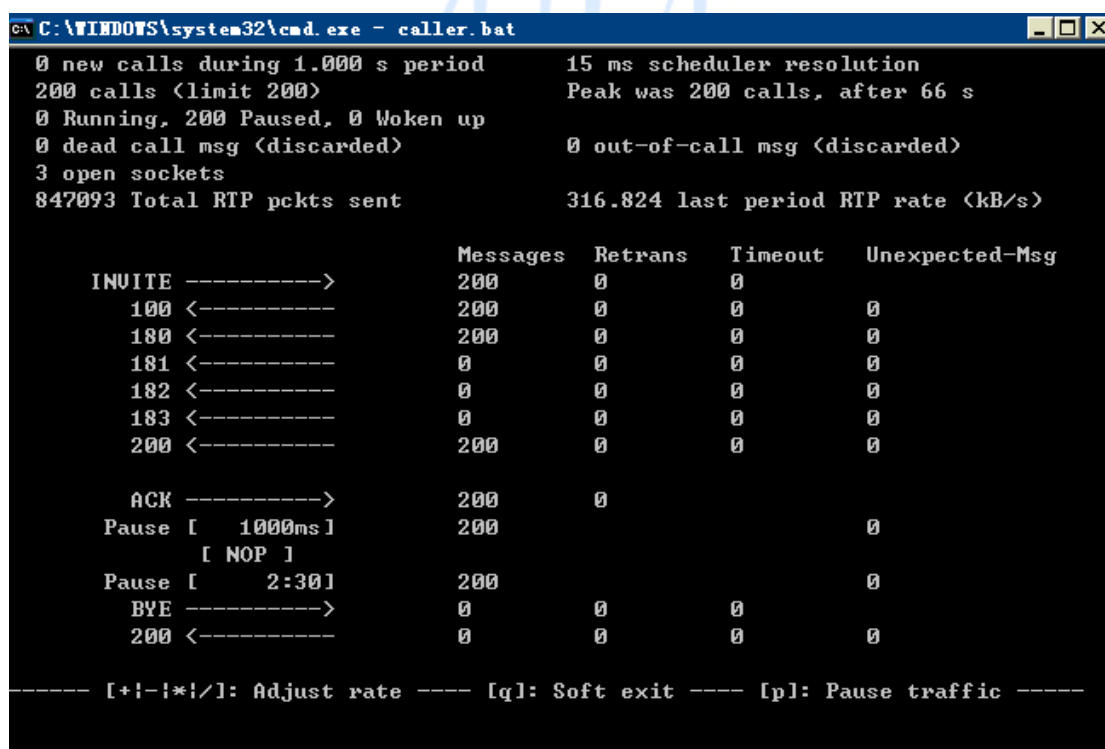 C:\WINDOWS\system32\cmd.exe - caller.bat
0 new calls during 1.000 s period 15 ms scheduler resolution
200 calls (limit 200) Peak was 200 calls, after 66 s
0 Running, 200 Paused, 0 Woken up
0 dead call msg (discarded) 0 out-of-call msg (discarded)
3 open sockets
847093 Total RTP pckts sent 316.824 last period RTP rate (kB/s)
Messages Retrans Timeout Unexpected-Msg
INVITE ----------> 200 0 0
100 <---------- 200 0 0 0
180 <---------- 200 0 0 0
181 <---------- 0 0 0 0
182 <---------- 0 0 0 0
183 <---------- 0 0 0 0
200 <---------- 200 0 0 0
ACK ----------> 200 0
Pause [ 1000ms] 200 0
[ NOP ]
Pause [ 2:30] 200 0
BYE ----------> 0 0 0
200 <---------- 0 0 0 0
------ [+|-|*|/]: Adjust rate ---- [q]: Soft exit ---- [p]: Pause traffic -----